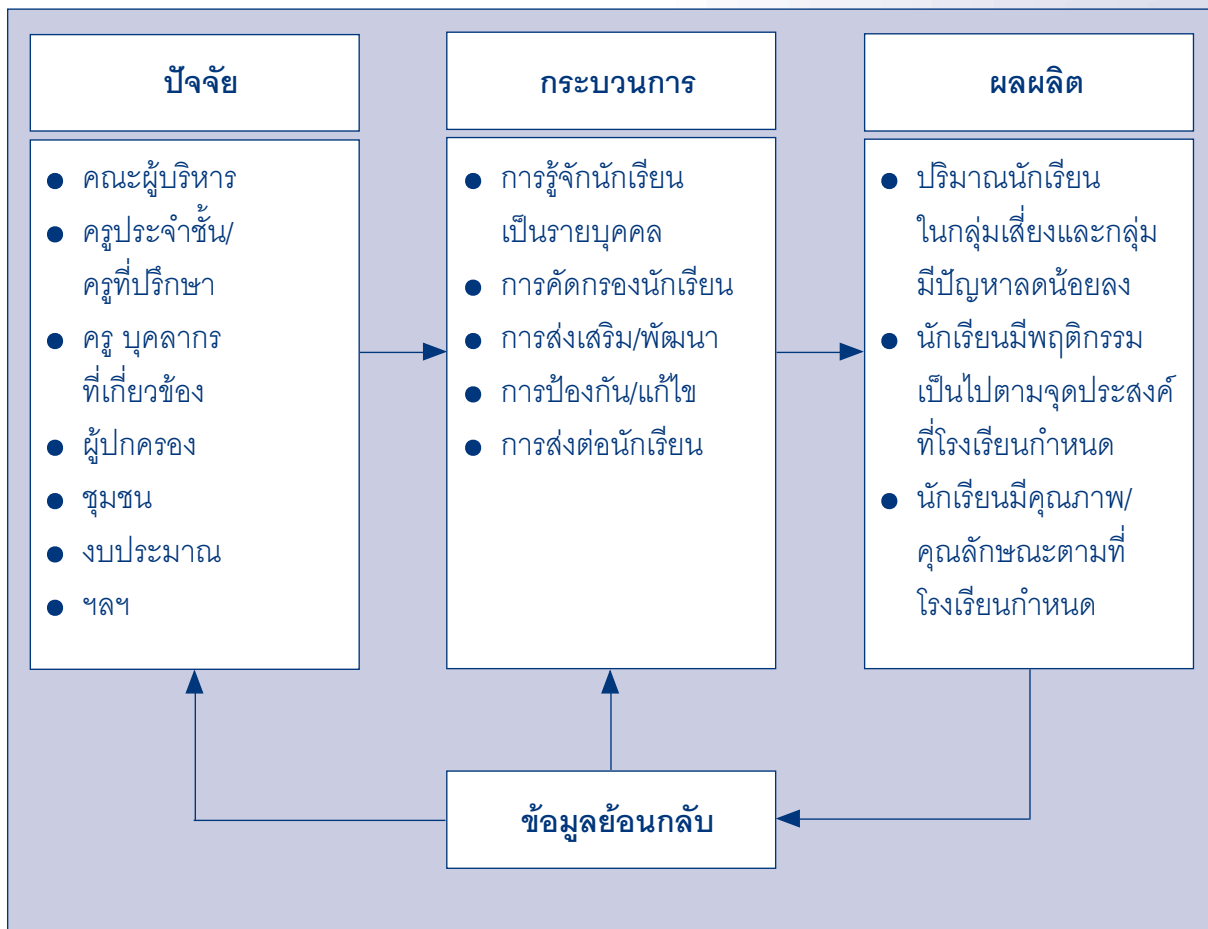 ปัจจัย
คณะผู้บริหาร
ครูประจำชั้น/
ครูที่ปรึกษา
ครู บุคลากร
ที่เกี่ยวข้อง
ผู้ปกครอง
ชุมชน
งบประมาณ
ฯลฯ
กระบวนการ
การรู้จักนักเรียน
เป็นรายบุคคล
การคัดกรองนักเรียน
การส่งเสริม/พัฒนา
การป้องกัน/แก้ไข
การส่งต่อนักเรียน
ผลผลิต
ปริมาณนักเรียน
ในกลุ่มเสี่ยงและกลุ่ม
มีปัญหาลดน้อยลง
นักเรียนมีพฤติกรรม
เป็นไปตามจุดประสงค์
ที่โรงเรียนกำหนด
นักเรียนมีคุณภาพ/
คุณลักษณะตามที่
โรงเรียนกำหนด
ข้อมูลย้อนกลับ